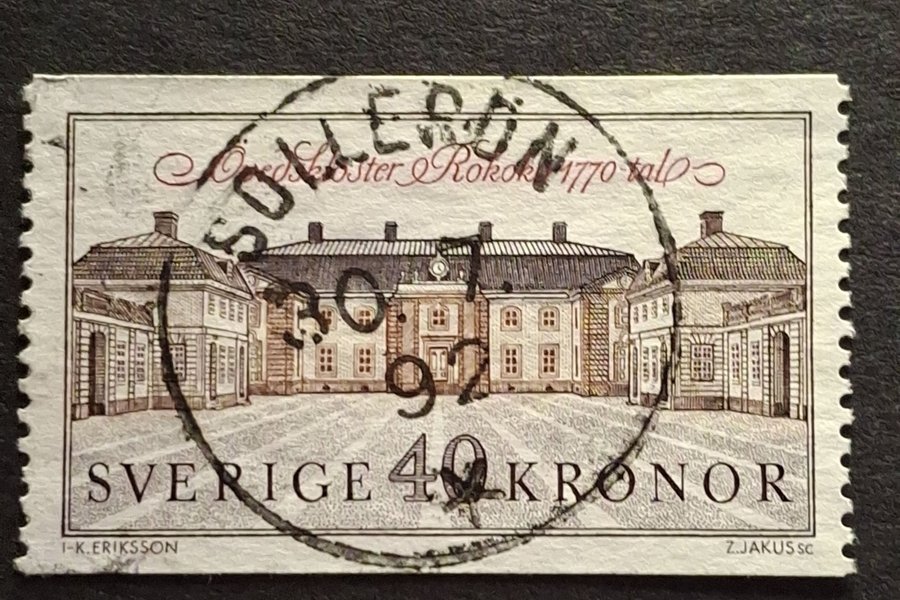 SOLLERÖN
Övedskloster Rokoko 1770-tal
30. 7.
92
SVERIGE 40 KRONOR
I-K.ERIKSSON
Z.JAKUS SC